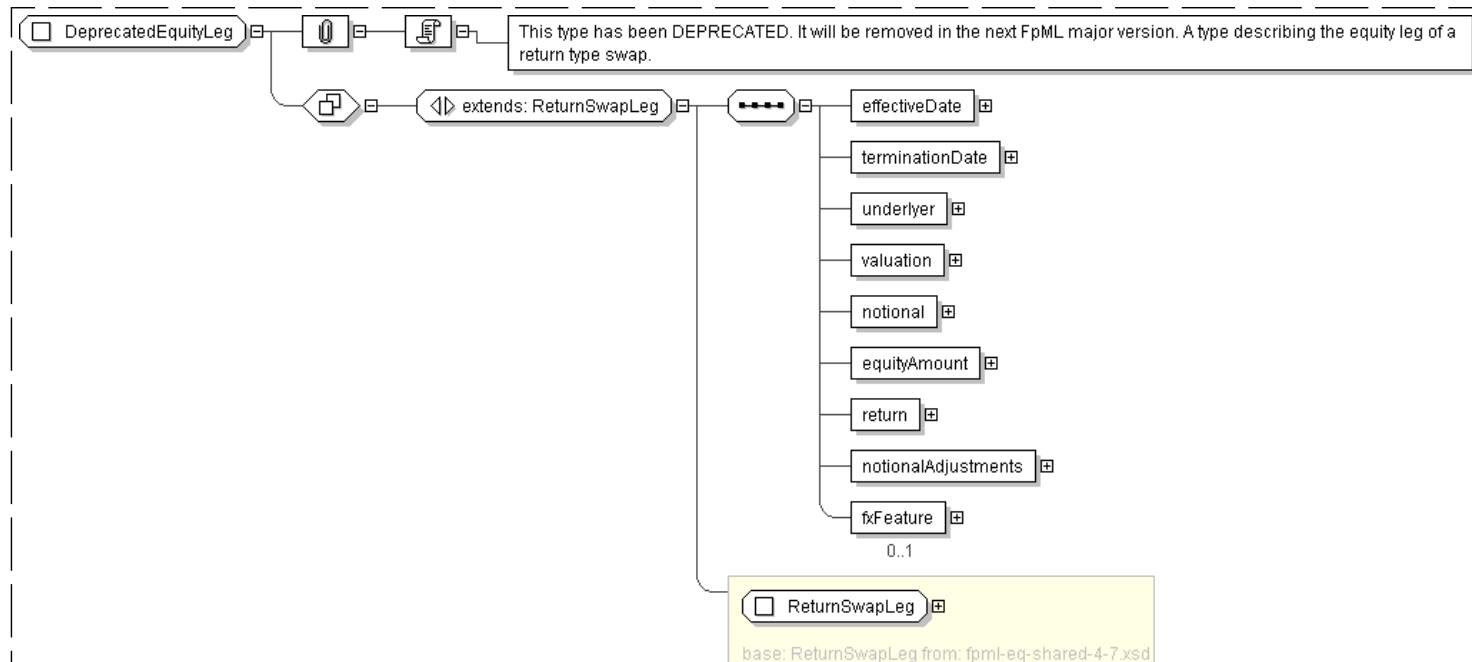 DeprecatedEquityLeg
This type has been DEPRECATED. It will be removed in the next FpML major version. A type describing the equity leg of a
return type swap.
extends: ReturnSwapLeg
effectiveDate
terminationDate
underlyer
valuation
notional
equityAmount
return
notionalAdjustments
fxFeature
0..1
ReturnSwapLeg
base: ReturnSwapLeg from: fpml-eq-shared-4-7.xsd